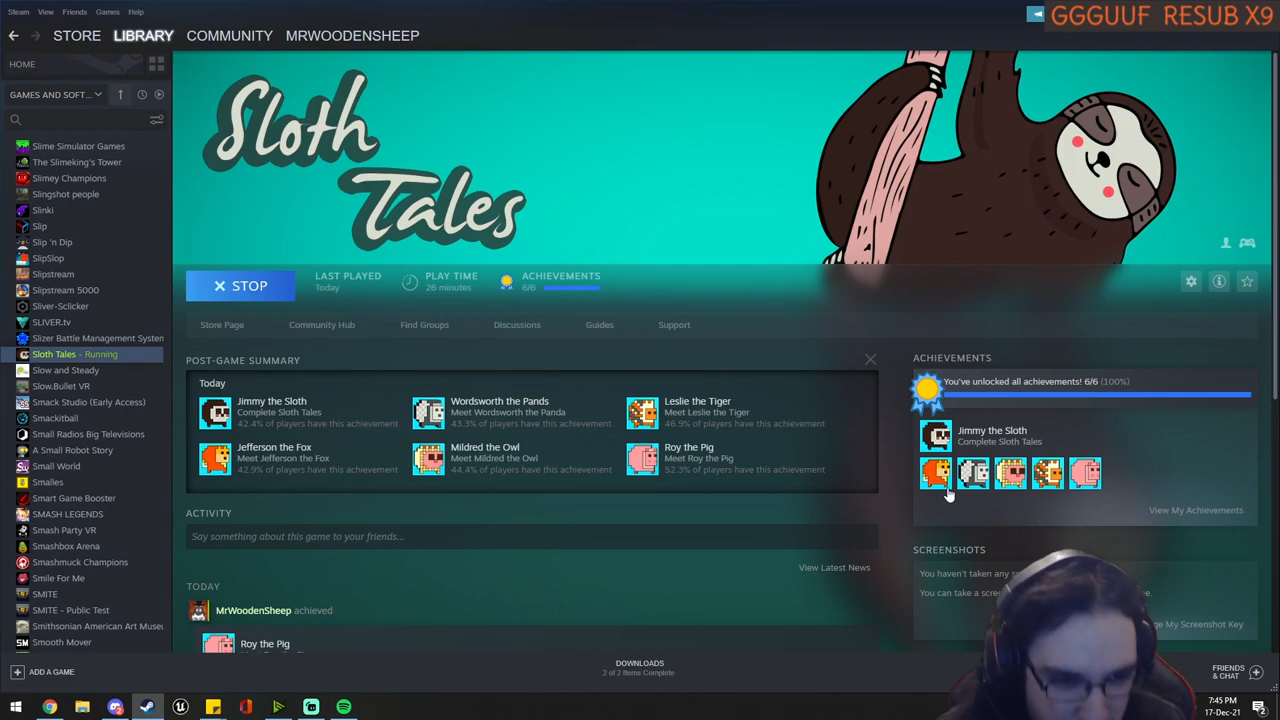 Steam View Friends Games Help
GGGUUF RESUB X9
STORE LIBRARY COMMUNITY MRWOODENSHEEP
HOME
GAMES AND SOFT...
Slime Simulator Games
The Slimeking's Tower
Slimey Champions
Slingshot people
Slinki
Slip
Slip 'n Dip
SlipSlop
Slipstream
Slipstream 5000
Sliver-Sclicker
SLIVER.tv
Slizer Battle Management System
Sloth Tales - Running
Slow and Steady
Slow.Bullet VR
Smack Studio (Early Access)
Smackitball
Small Radios Big Televisions
A Small Robot Story
Small World
Smalles
Smart Game Booster
SMASH LEGENDS
Smash Party VR
Smashbox Arena
Smashmuck Champions
Smile For Me
SMITE
SMITE - Public Test
Smithsonian American Art Muse
Smooth Mover
ADD A GAME
Sloth
Tales
STOP
LAST PLAYED
Today
PLAY TIME
26 minutes
ACHIEVEMENTS
6/6
Store Page Community Hub Find Groups Discussions Guides Support
POST-GAME SUMMARY
Today
Jimmy the Sloth
Complete Sloth Tales
42.4% of players have this achievement
Wordsworth the Pands
Meet Wordsworth the Panda
43.3% of players have this achievement
Leslie the Tiger
Meet Leslie the Tiger
46.9% of players have this achievement
Jefferson the Fox
Meet Jefferson the Fox
42.9% of players have this achievement
Mildred the Owl
Meet Mildred the Owl
44.4% of players have this achievement
Roy the Pig
Meet Roy the Pig
52.3% of players have this achievement
ACTIVITY
Say something about this game to your friends...
View Latest News
TODAY
MrWoodenSheep achieved
Roy the Pig
ACHIEVEMENTS
You've unlocked all achievements! 6/6 (100%)
Jimmy the Sloth
Complete Sloth Tales
View My Achievements
SCREENSHOTS
You haven't taken any
You can take a
My Screenshot Key
DOWNLOADS
2 of 2 Items Complete
FRIENDS
& CHAT
7:45 PM
17-Dec-21
2